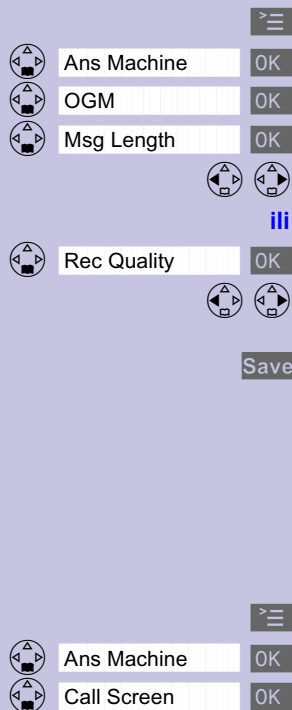 Ans Machine OK
OGM OK
Msg Length OK
ili
Rec Quality OK
Save
Ans Machine OK
Call Screen OK